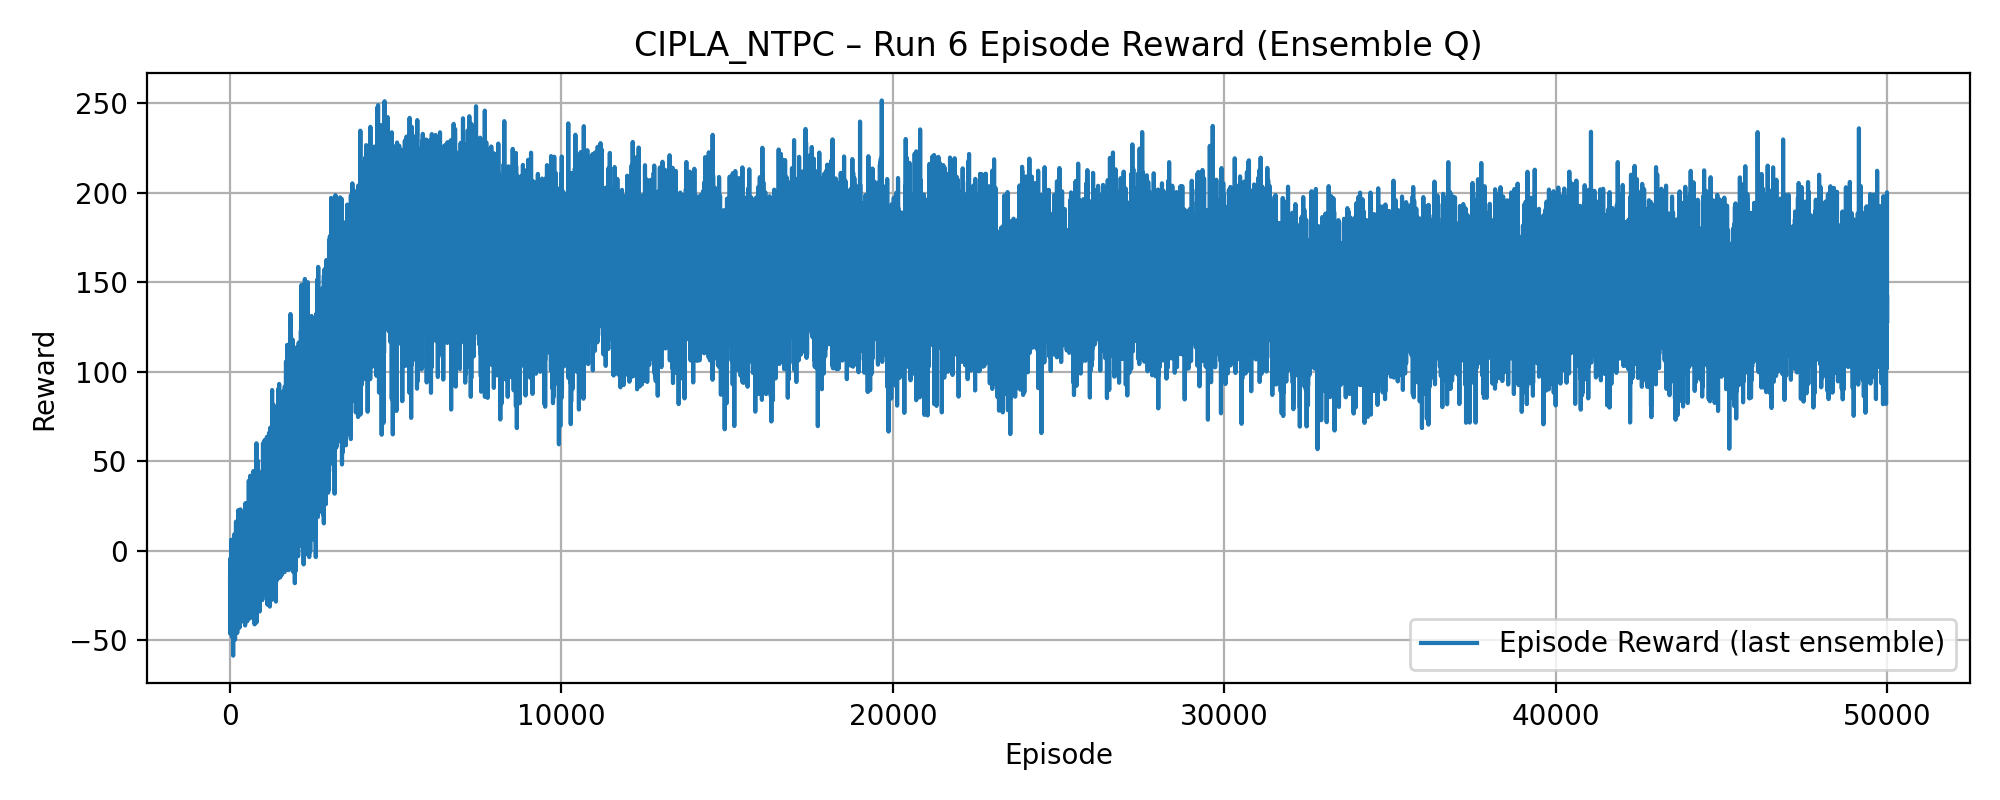 CIPLA_NTPC – Run 6 Episode Reward (Ensemble Q)
250
200
150
100
50
0
−50
Reward
0 10000 20000 30000 40000 50000
Episode
Episode Reward (last ensemble)